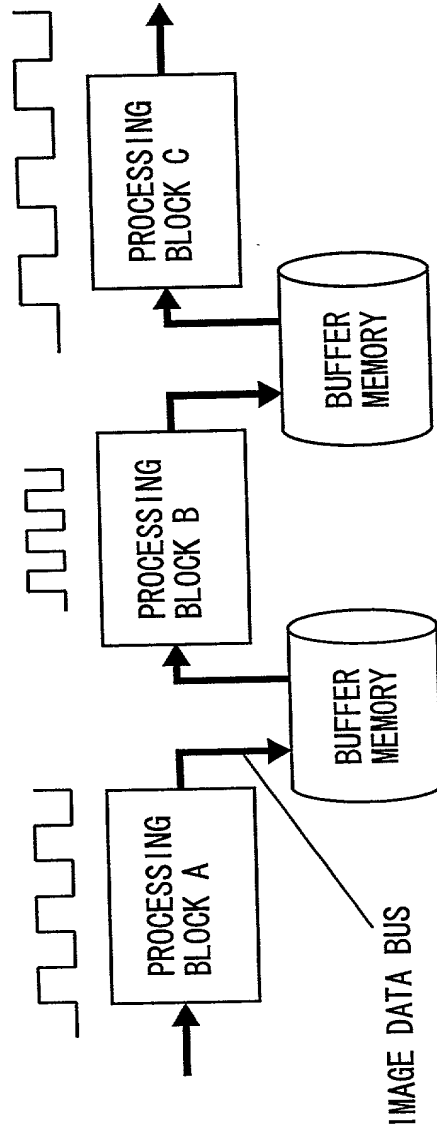 PROCESSING
BLOCK A
PROCESSING
BLOCK B
PROCESSING
BLOCK C
BUFFER
MEMORY
BUFFER
MEMORY
IMAGE DATA BUS